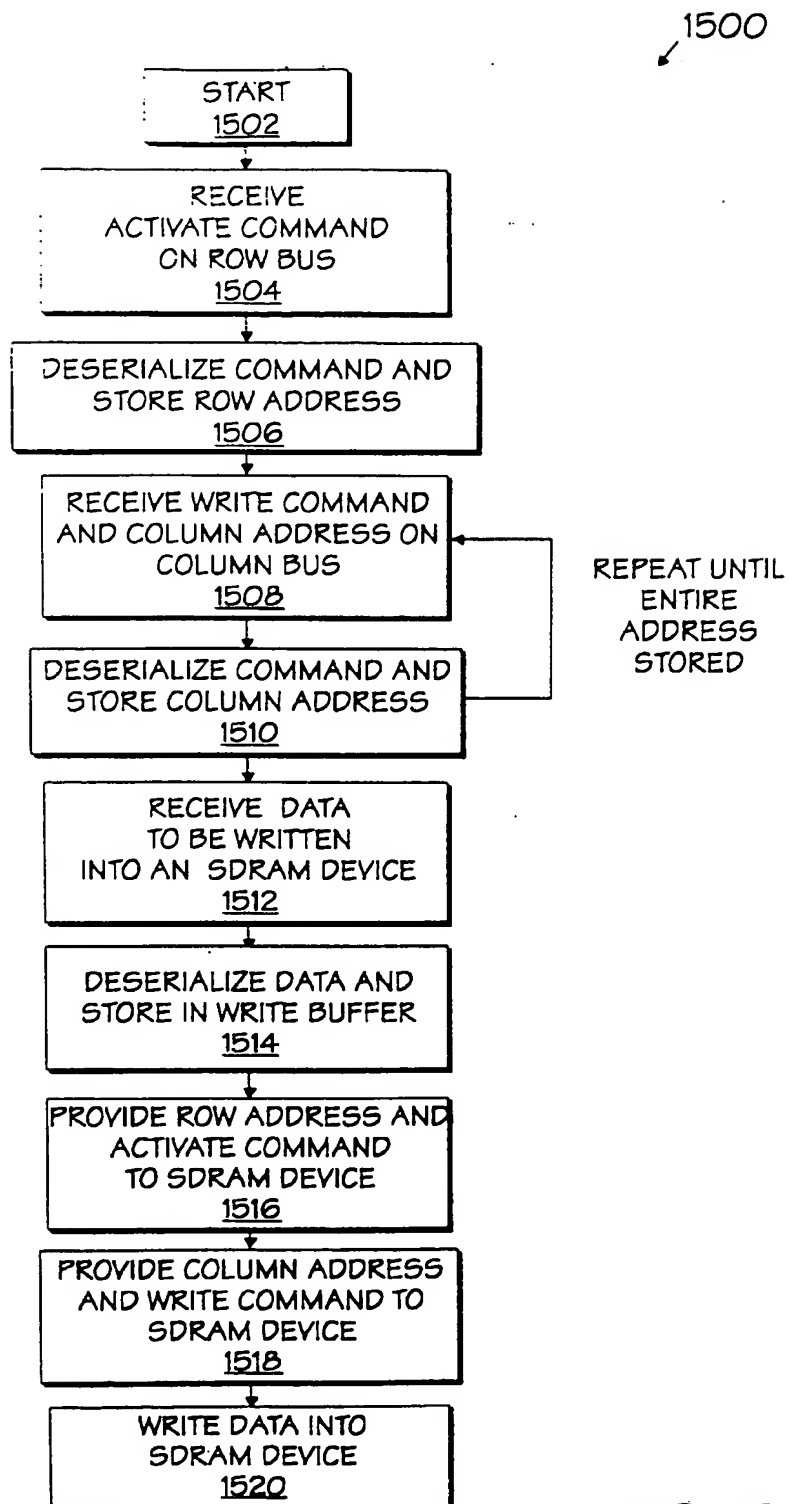 1500
START
1502
RECEIVE
ACTIVATE COMMAND
ON ROW BUS
1504
DESERIALIZE COMMAND AND
STORE ROW ADDRESS
1506
RECEIVE WRITE COMMAND
AND COLUMN ADDRESS ON
COLUMN BUS
1508
REPEAT UNTIL
ENTIRE
ADDRESS
STORED
DESERIALIZE COMMAND AND
STORE COLUMN ADDRESS
1510
RECEIVE DATA
TO BE WRITTEN
INTO AN SDRAM DEVICE
1512
DESERIALIZE DATA AND
STORE IN WRITE BUFFER
1514
PROVIDE ROW ADDRESS AND
ACTIVATE COMMAND
TO SDRAM DEVICE
1516
PROVIDE COLUMN ADDRESS
AND WRITE COMMAND TO
SDRAM DEVICE
1518
WRITE DATA INTO
SDRAM DEVICE
1520